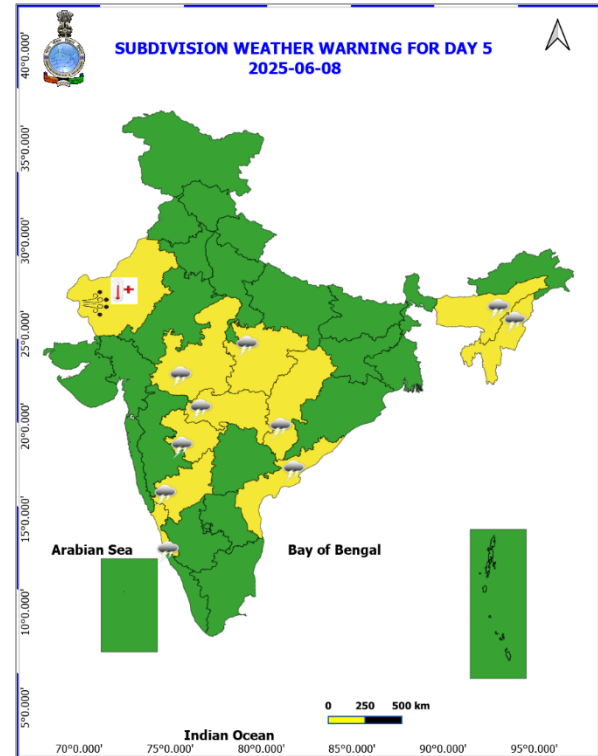 SUBDIVISION WEATHER WARNING FOR DAY 5
2025-06-08
40°0.000'
35°0.000'
30°0.000'
25°0.000'
20°0.000'
15°0.000'
10°0.000'
5°0.000'
Arabian Sea
Bay of Bengal
0 250 500 km
Indian Ocean
70°0.000' 75°0.000' 80°0.000' 85°0.000' 90°0.000' 95°0.000'